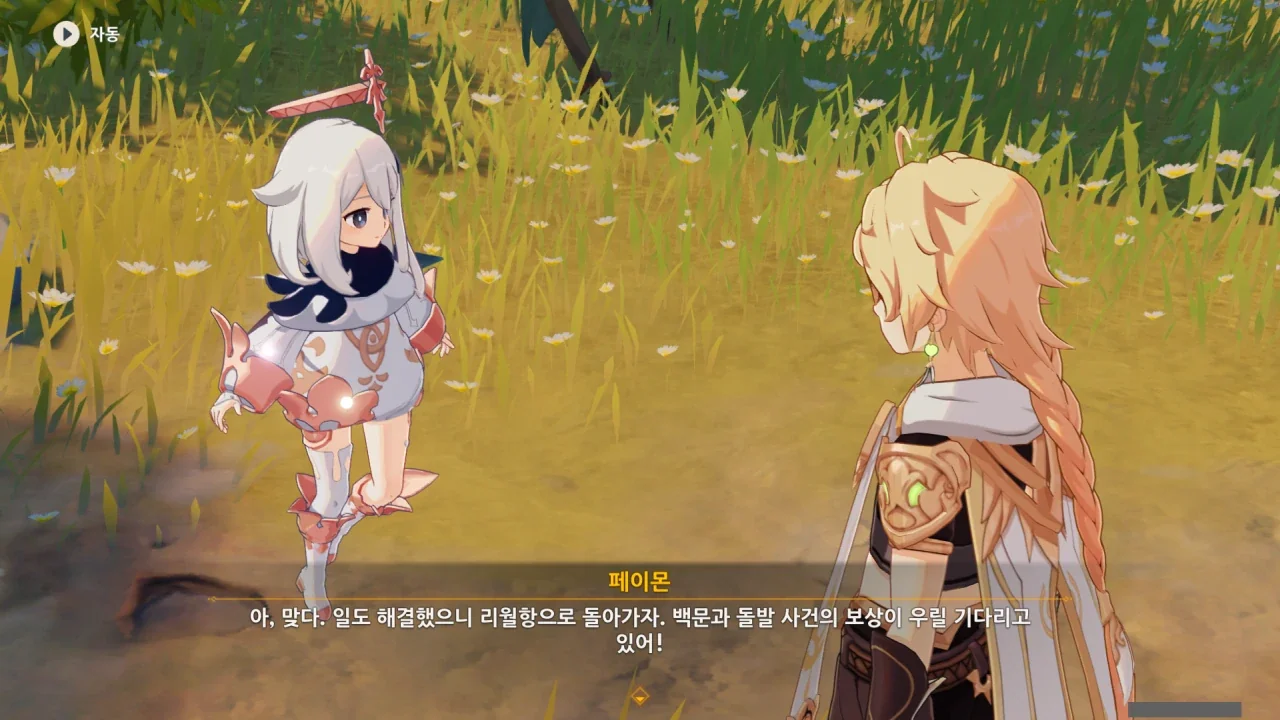 자동
페이몬
아, 맞다. 일도 해결했으니 리월항으로 돌아가자. 백문과 돌발 사건의 보상이 우릴 기다리고
있어!